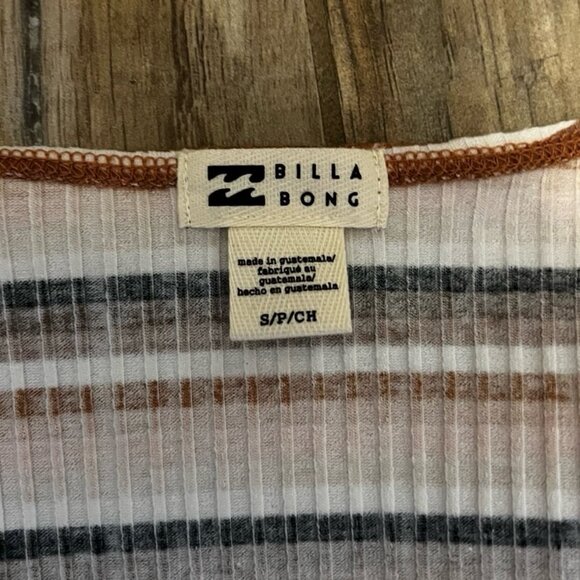 BILLA
BONG
made in guatemala/
fabriqué au
guatemala/
hecho en guatemala
S/P/CH